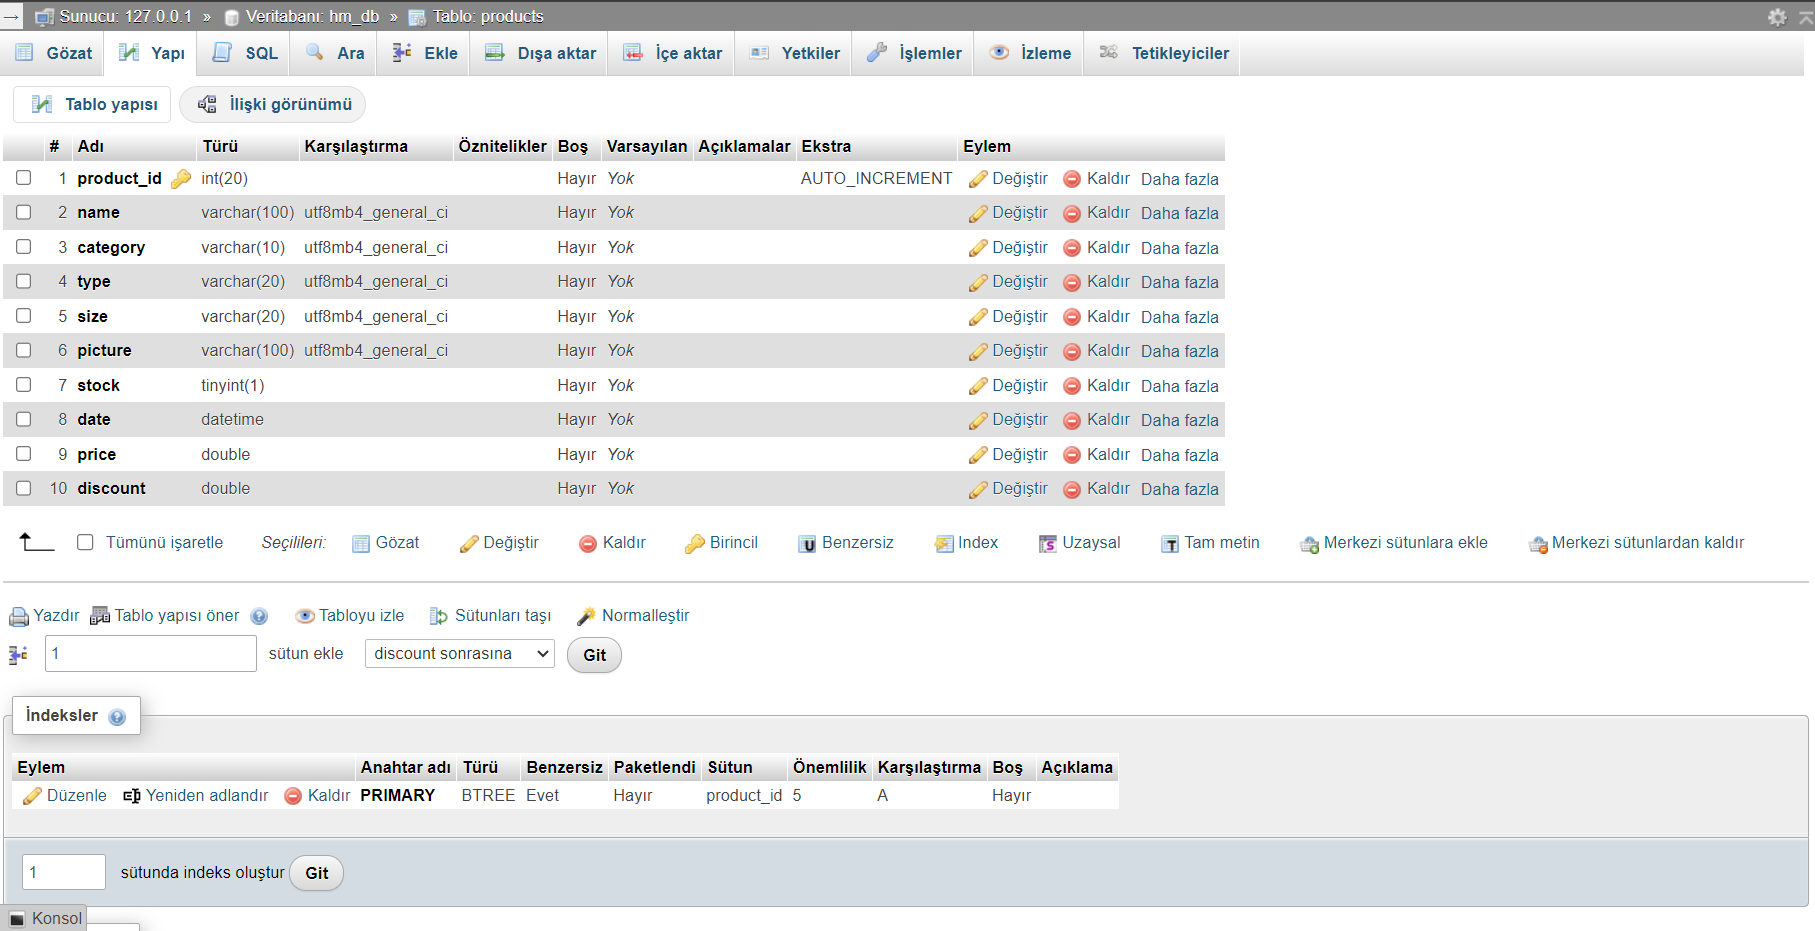 Sunucu: 127.0.0.1 » Veritabanı: hm_db » Tablo: products
Gözat Yapı SQL Ara Ekle Dışa aktar İçe aktar Yetkiler İşlemler İzleme Tetikleyiciler
Tablo yapısı İlişki görünümü
# Adı Türü Karşılaştırma Öznitelikler Boş Varsayılan Açıklamalar Ekstra Eylem
1 product_id int(20) Hayır Yok AUTO_INCREMENT Değiştir Kaldır Daha fazla
2 name varchar(100) utf8mb4_general_ci Hayır Yok Değiştir Kaldır Daha fazla
3 category varchar(10) utf8mb4_general_ci Hayır Yok Değiştir Kaldır Daha fazla
4 type varchar(20) utf8mb4_general_ci Hayır Yok Değiştir Kaldır Daha fazla
5 size varchar(20) utf8mb4_general_ci Hayır Yok Değiştir Kaldır Daha fazla
6 picture varchar(100) utf8mb4_general_ci Hayır Yok Değiştir Kaldır Daha fazla
7 stock tinyint(1) Hayır Yok Değiştir Kaldır Daha fazla
8 date datetime Hayır Yok Değiştir Kaldır Daha fazla
9 price double Hayır Yok Değiştir Kaldır Daha fazla
10 discount double Hayır Yok Değiştir Kaldır Daha fazla
Tümünü işaretle Seçilileri: Gözat Değiştir Kaldır Birincil Benzersiz Index Uzaysal Tam metin Merkezi sütunlara ekle Merkezi sütunlardan kaldır
Yazdır Tablo yapısı öner Tabloyu izle Sütunları taşı Normalleştir
1 sütun ekle discount sonrasına Git
İndeksler
Eylem Anahtar adı Türü Benzersiz Paketlendi Sütun Önemlilik Karşılaştırma Boş Açıklama
Düzenle Yeniden adlandır Kaldır PRIMARY BTREE Evet Hayır product_id 5 A Hayır
1 sütunda indeks oluştur Git
Konsol